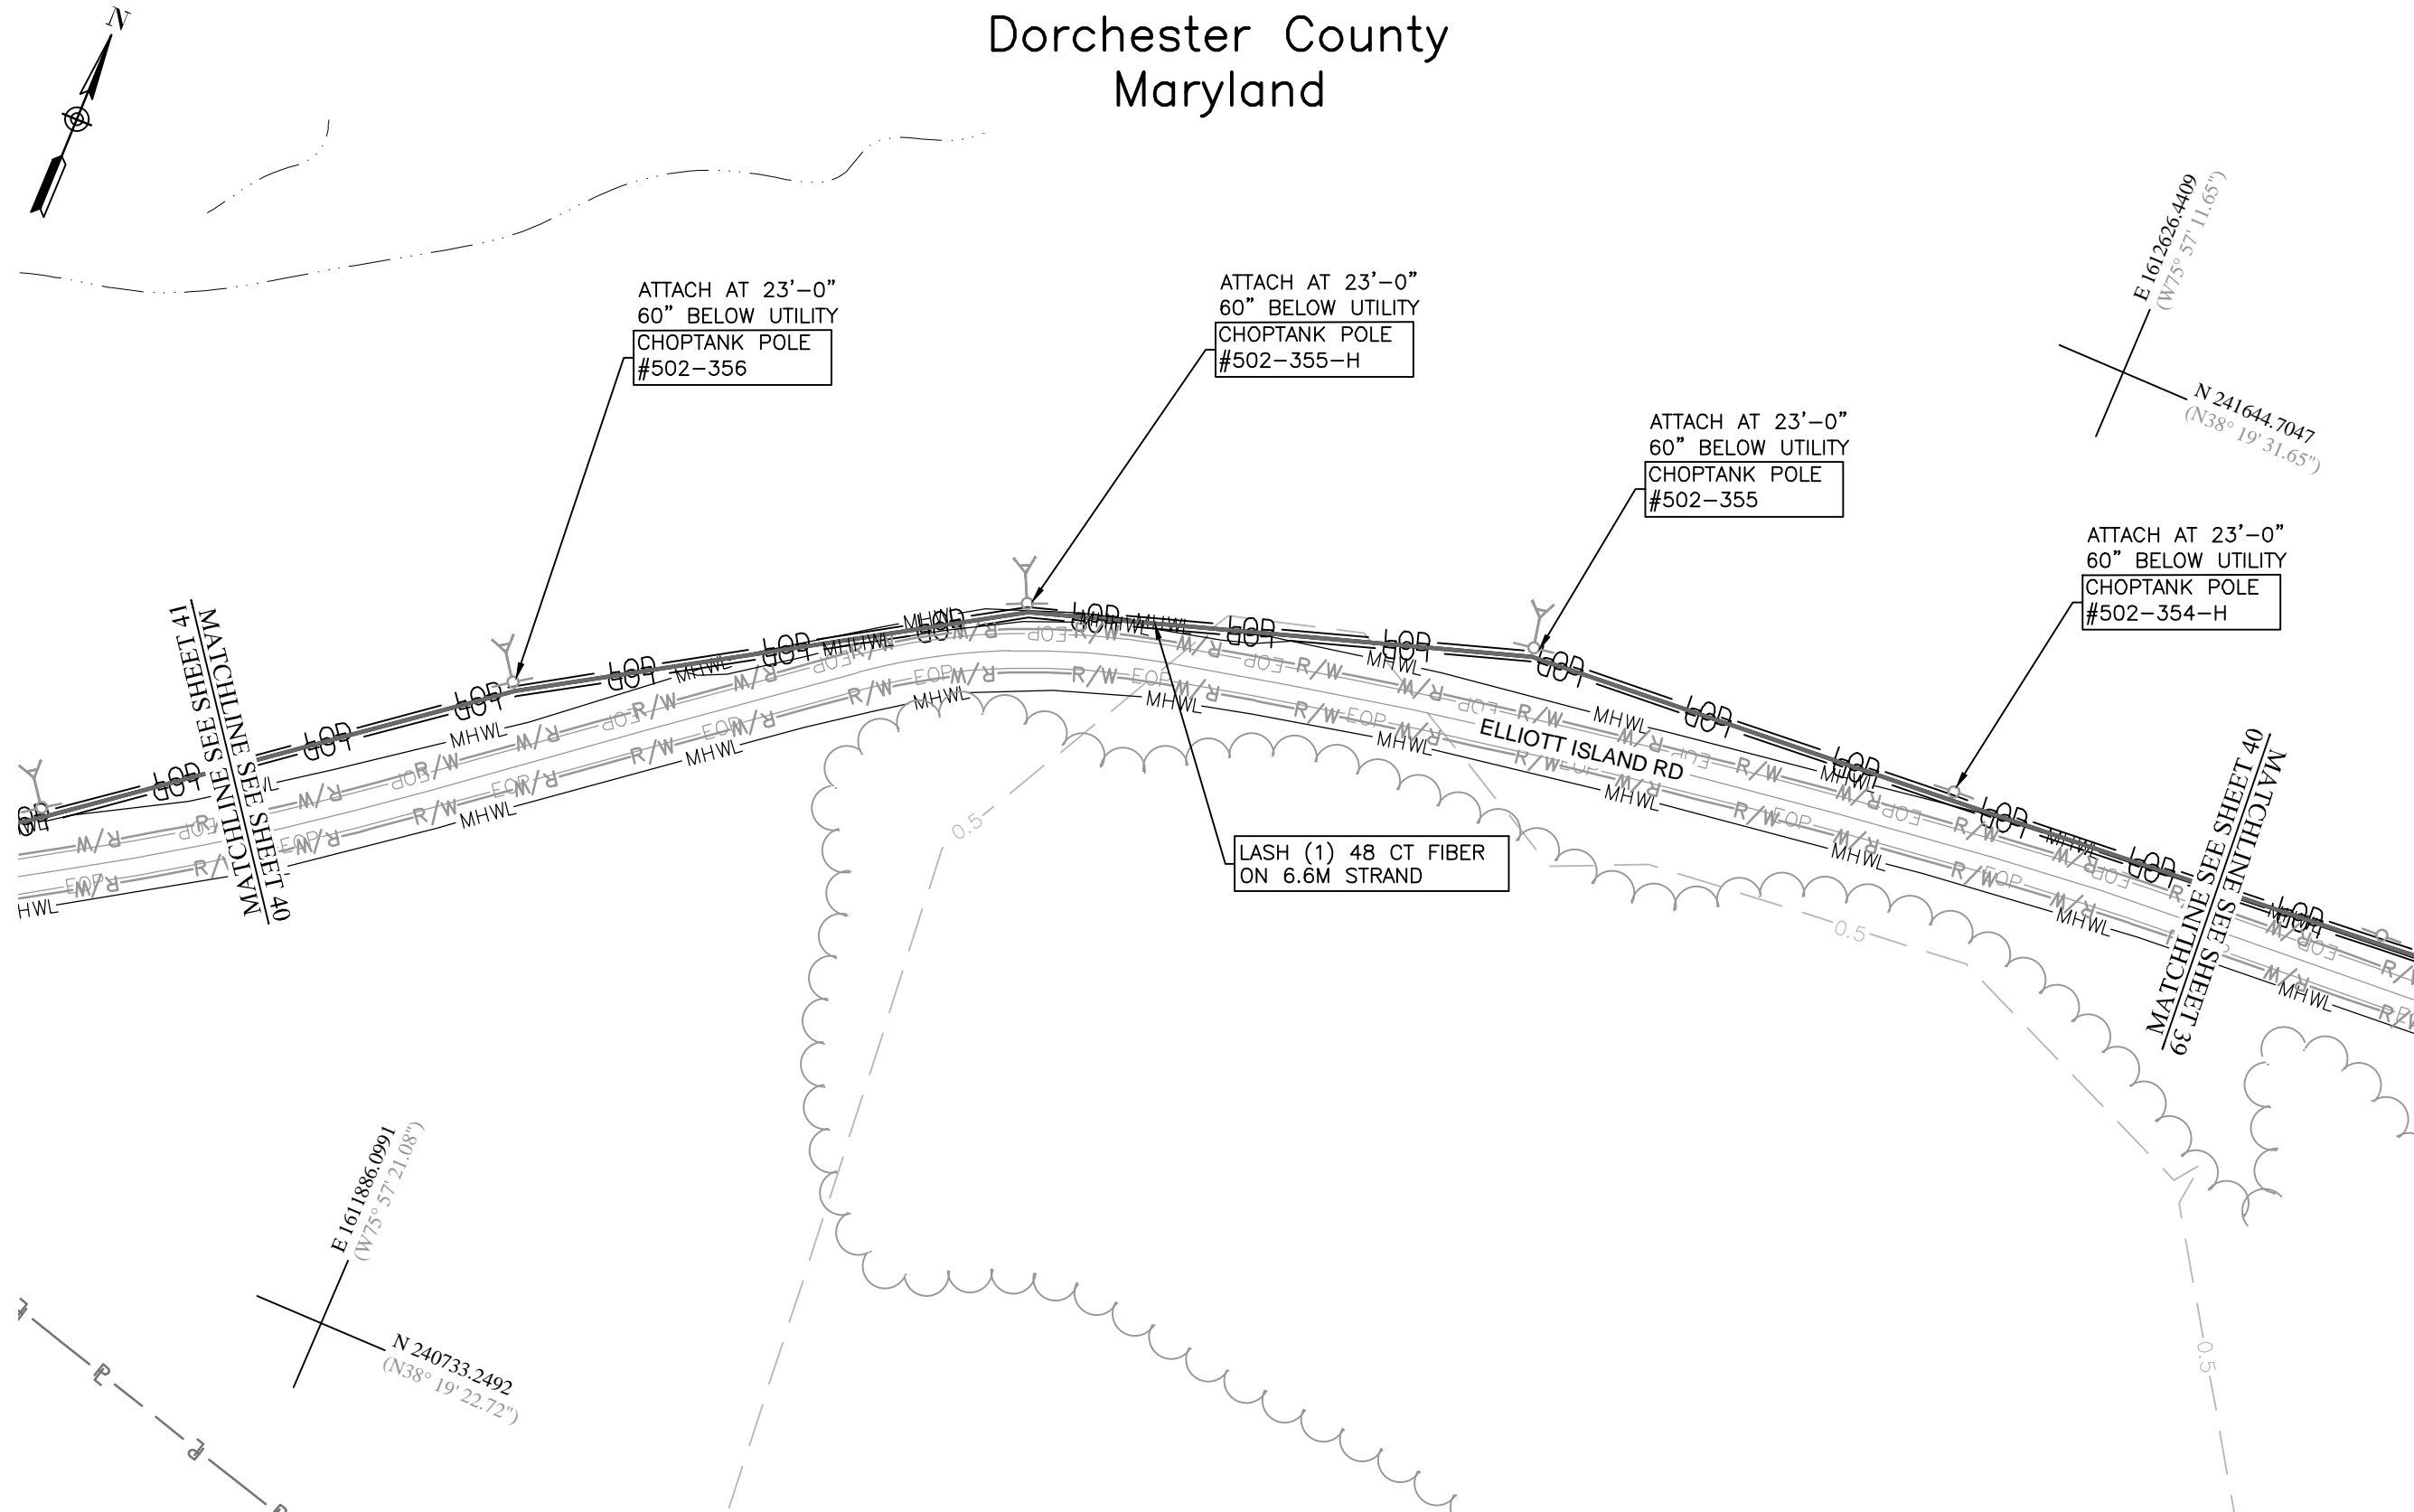 Dorchester County
Maryland
N
E 1612626.4409
(W75° 57' 11.65")
N 241644.7047
(N38° 19' 31.65")
ATTACH AT 23'-0"
60" BELOW UTILITY
CHOPTANK POLE
#502-356
ATTACH AT 23'-0"
60" BELOW UTILITY
CHOPTANK POLE
#502-355-H
ATTACH AT 23'-0"
60" BELOW UTILITY
CHOPTANK POLE
#502-355
ATTACH AT 23'-0"
60" BELOW UTILITY
CHOPTANK POLE
#502-354-H
MATCHLINE SEE SHEET 41
MATCHLINE SEE SHEET 40
LOD
MHWL
R/W
EOP
ELLIOTT ISLAND RD
LASH (1) 48 CT FIBER
ON 6.6M STRAND
MATCHLINE SEE SHEET 40
MATCHLINE SEE SHEET 39
0.5
0.5
0.5
E 1611886.0991
(W75° 57' 21.08")
N 240733.2492
(N38° 19' 22.72")